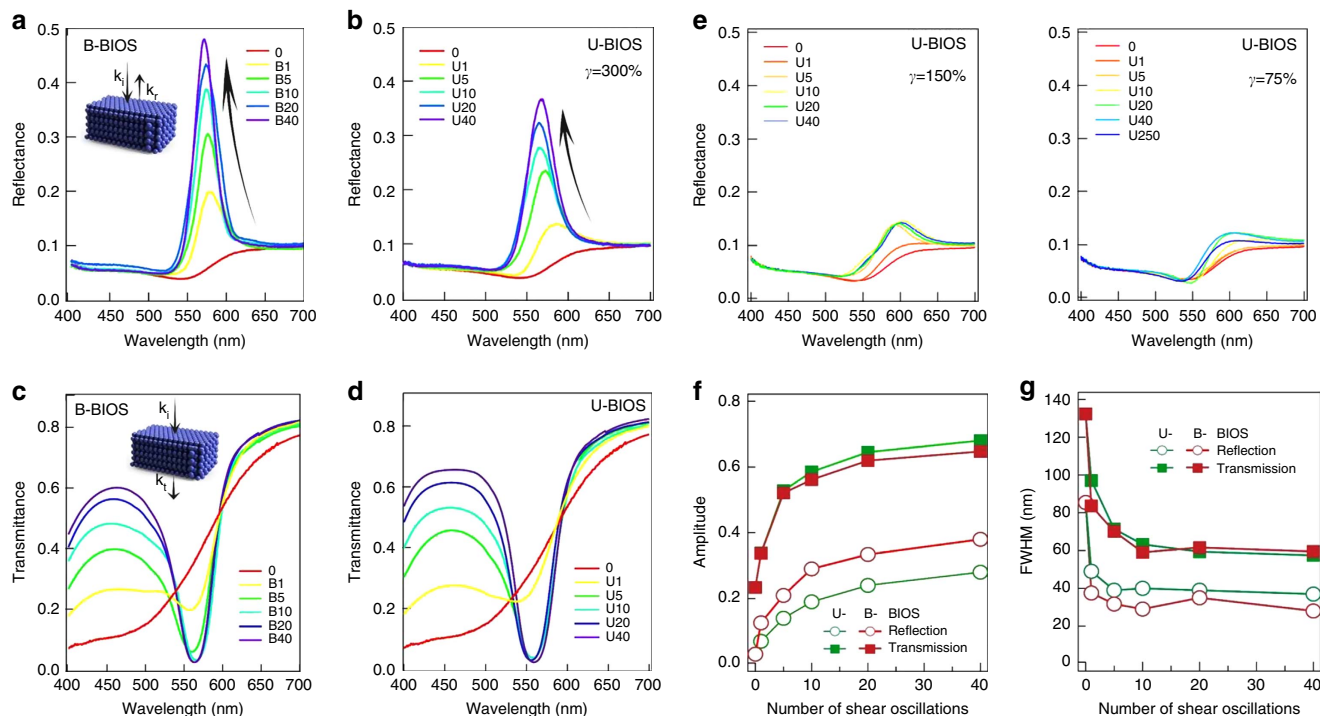 a
B-BIOS
k_i
k_r
0
B1
B5
B10
B20
B40
0.5
0.4
0.3
0.2
0.1
0.0
Reflectance
400 450 500 550 600 650 700
Wavelength (nm)
b
U-BIOS
γ=300%
0
U1
U5
U10
U20
U40
0.5
0.4
0.3
0.2
0.1
0.0
Reflectance
400 450 500 550 600 650 700
Wavelength (nm)
e
U-BIOS
γ=150%
0
U1
U5
U10
U20
U40
0.5
0.4
0.3
0.2
0.1
0.0
Reflectance
400 450 500 550 600 650 700
Wavelength (nm)
U-BIOS
γ=75%
0
U1
U5
U10
U20
U40
U250
0.5
0.4
0.3
0.2
0.1
0.0
400 450 500 550 600 650 700
Wavelength (nm)
c
B-BIOS
k_i
k_t
0
B1
B5
B10
B20
B40
0.8
0.6
0.4
0.2
0.0
Transmittance
400 450 500 550 600 650 700
Wavelength (nm)
d
U-BIOS
0
U1
U5
U10
U20
U40
0.8
0.6
0.4
0.2
0.0
Transmittance
400 450 500 550 600 650 700
Wavelength (nm)
f
0.8
0.6
0.4
0.2
0.0
Amplitude
U- B- BIOS
Reflection
Transmission
0 10 20 30 40
Number of shear oscillations
g
140
120
100
80
60
40
20
0
FWHM (nm)
U- B- BIOS
Reflection
Transmission
0 10 20 30 40
Number of shear oscillations